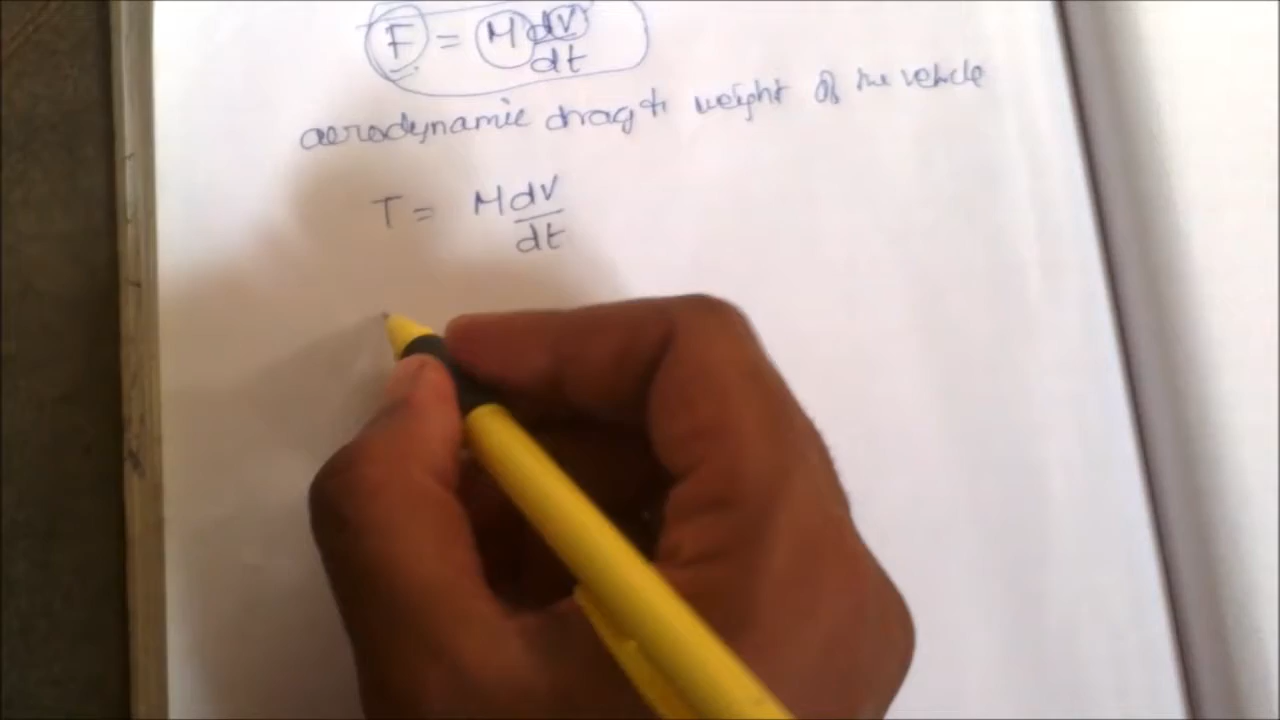 F = M dV/dt
aerodynamic drag & weight of the vehicle
T = M dV/dt